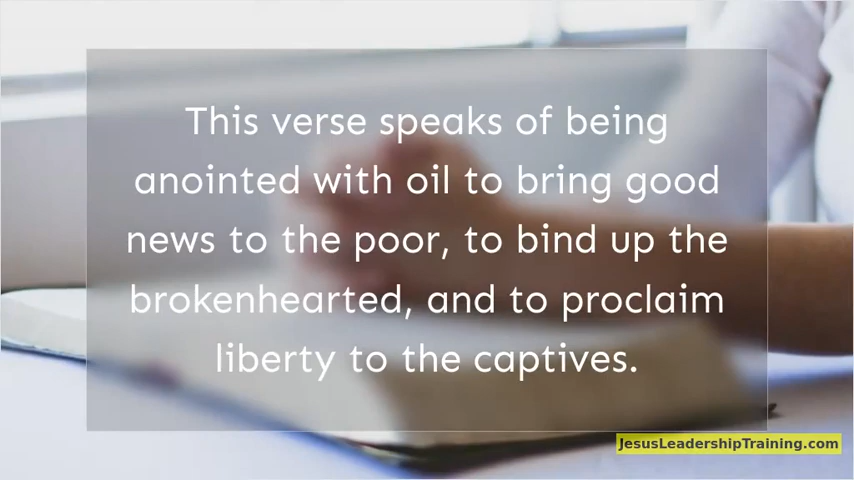 This verse speaks of being
anointed with oil to bring good
news to the poor, to bind up the
brokenhearted, and to proclaim
liberty to the captives.
JesusLeadershipTraining.com